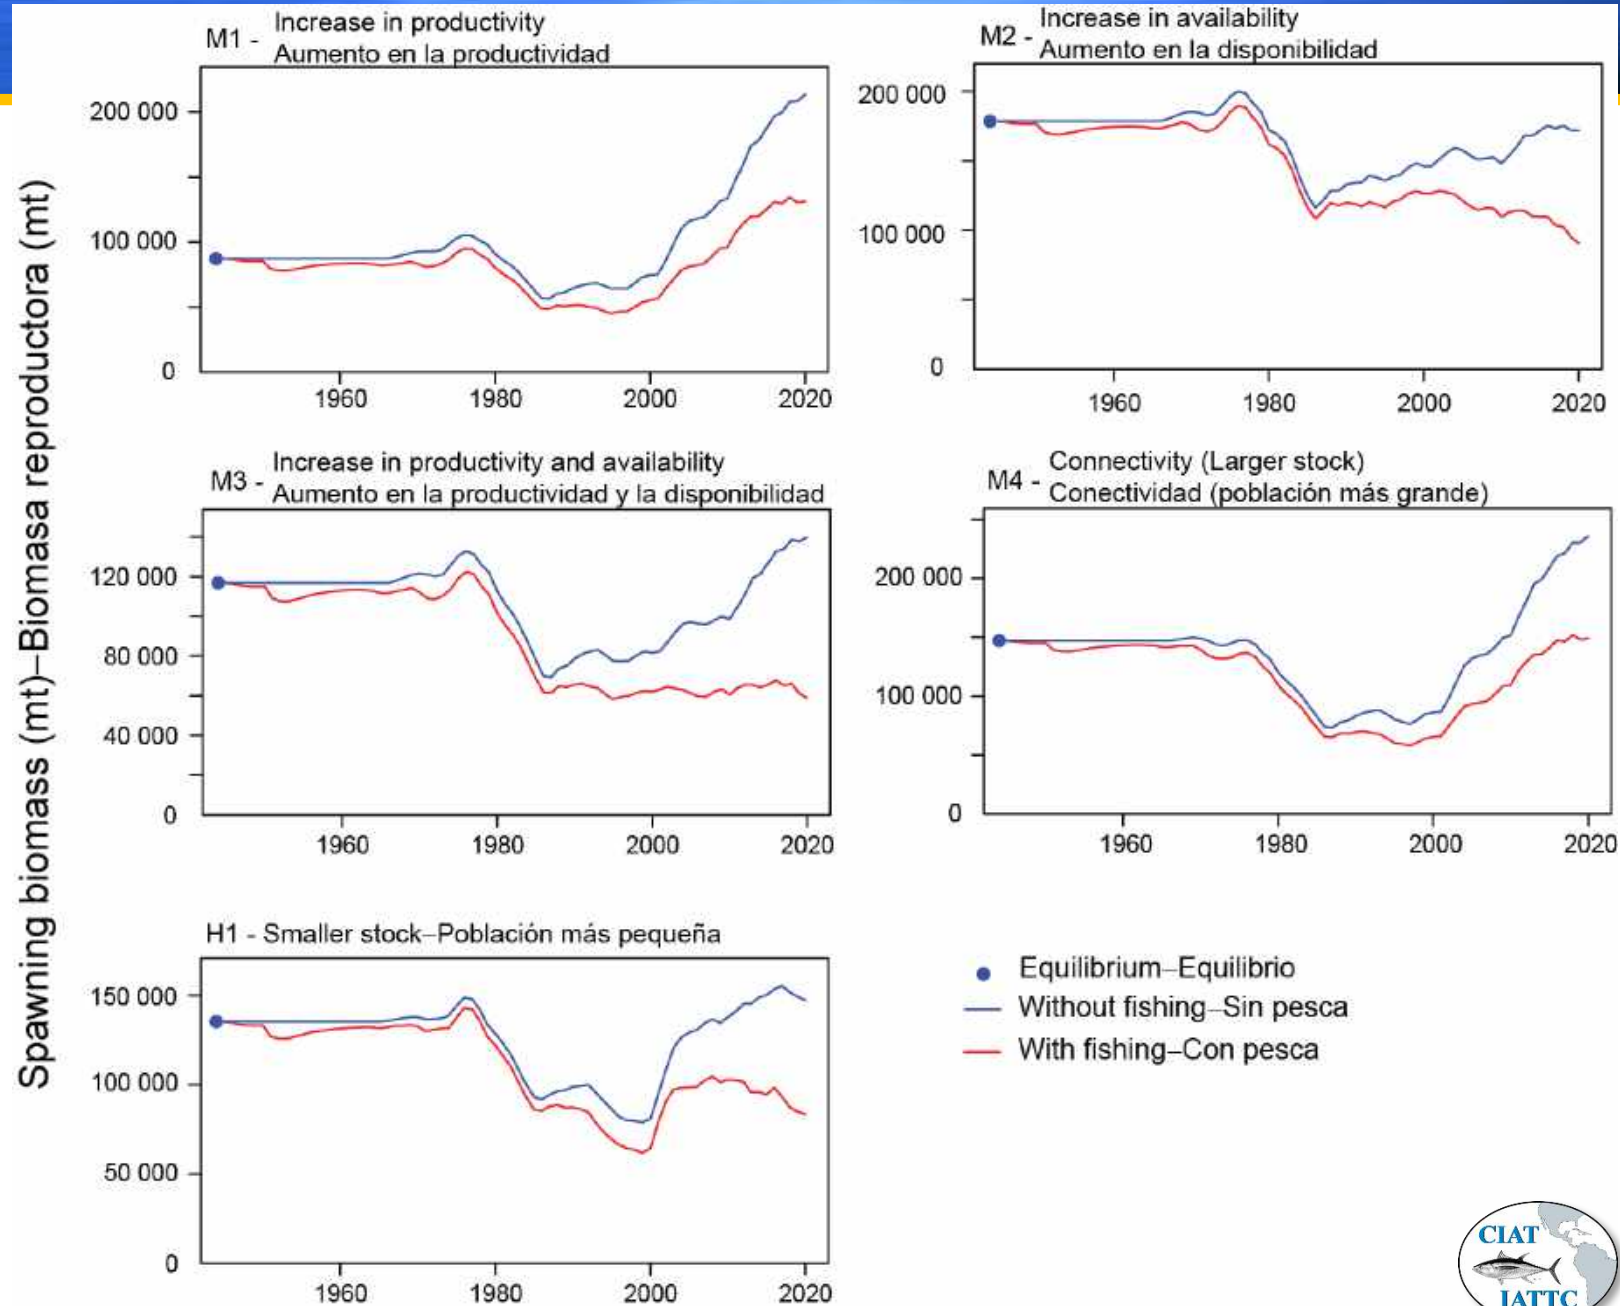 Spawning biomass (mt)–Biomasa reproductora (mt)
M1 - Increase in productivity
Aumento en la productividad
200 000
100 000
0
1960 1980 2000 2020
M2 - Increase in availability
Aumento en la disponibilidad
200 000
100 000
0
1960 1980 2000 2020
M3 - Increase in productivity and availability
Aumento en la productividad y la disponibilidad
120 000
80 000
40 000
0
1960 1980 2000 2020
M4 - Connectivity (Larger stock)
Conectividad (población más grande)
200 000
100 000
0
1960 1980 2000 2020
H1 - Smaller stock–Población más pequeña
150 000
100 000
50 000
0
1960 1980 2000 2020
Equilibrium–Equilibrio
Without fishing–Sin pesca
With fishing–Con pesca
CIAT
IATTC